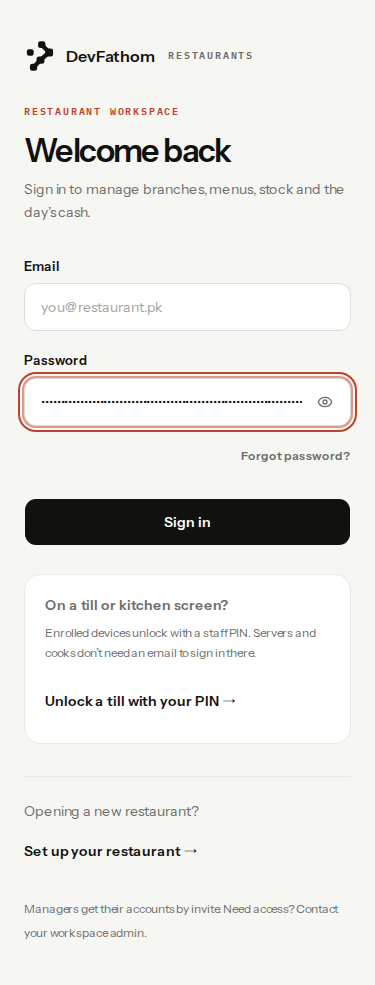 DevFathom RESTAURANTS
RESTAURANT WORKSPACE
Welcome back
Sign in to manage branches, menus, stock and the
day's cash.
Email
you@restaurant.pk
Password
Forgot password?
Sign in
On a till or kitchen screen?
Enrolled devices unlock with a staff PIN. Servers and
cooks don't need an email to sign in there.
Unlock a till with your PIN →
Opening a new restaurant?
Set up your restaurant →
Managers get their accounts by invite. Need access? Contact
your workspace admin.